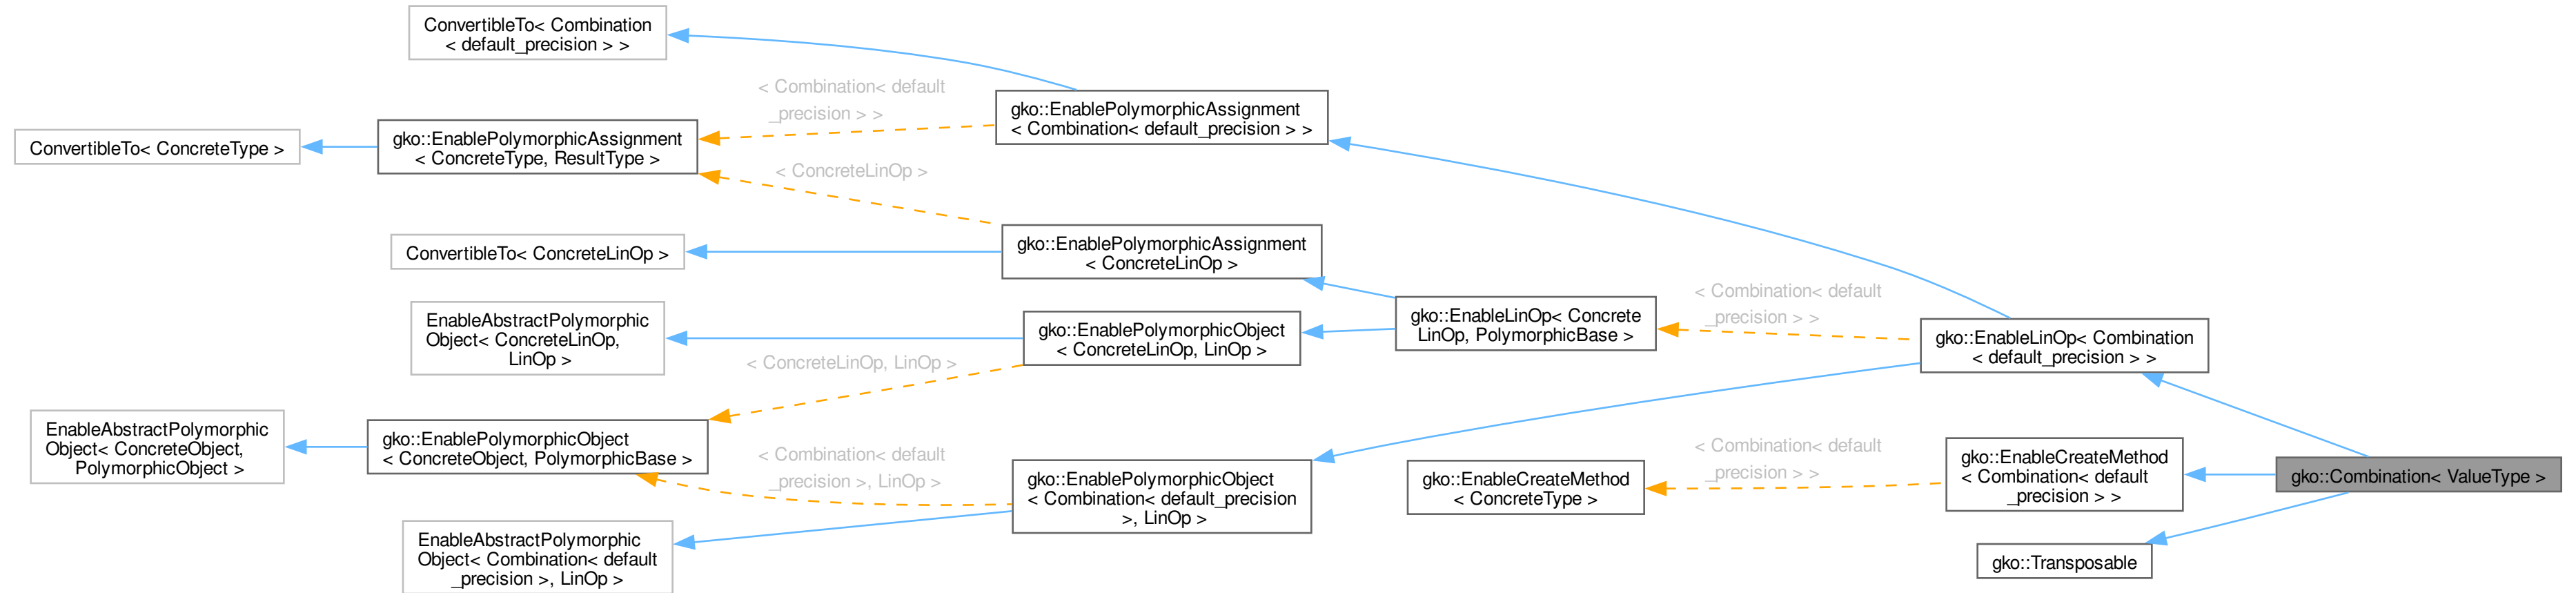 ConvertibleTo< Combination
< default_precision > >
< Combination< default
_precision > >
gko::EnablePolymorphicAssignment
< Combination< default_precision > >
gko::EnablePolymorphicAssignment
< ConcreteType, ResultType >
ConvertibleTo< ConcreteType >
< ConcreteLinOp >
gko::EnablePolymorphicAssignment
< ConcreteLinOp >
ConvertibleTo< ConcreteLinOp >
< Combination< default
_precision > >
gko::EnableLinOp< Concrete
LinOp, PolymorphicBase >
EnableAbstractPolymorphic
Object< ConcreteLinOp,
LinOp >
gko::EnablePolymorphicObject
< ConcreteLinOp, LinOp >
gko::EnableLinOp< Combination
< default_precision > >
< ConcreteLinOp, LinOp >
EnableAbstractPolymorphic
Object< ConcreteObject,
PolymorphicObject >
gko::EnablePolymorphicObject
< ConcreteObject, PolymorphicBase >
< Combination< default
_precision >, LinOp >
< Combination< default
_precision > >
gko::EnablePolymorphicObject
< Combination< default_precision
>, LinOp >
gko::EnableCreateMethod
< ConcreteType >
gko::EnableCreateMethod
< Combination< default
_precision > >
gko::Combination< ValueType >
EnableAbstractPolymorphic
Object< Combination< default
_precision >, LinOp >
gko::Transposable